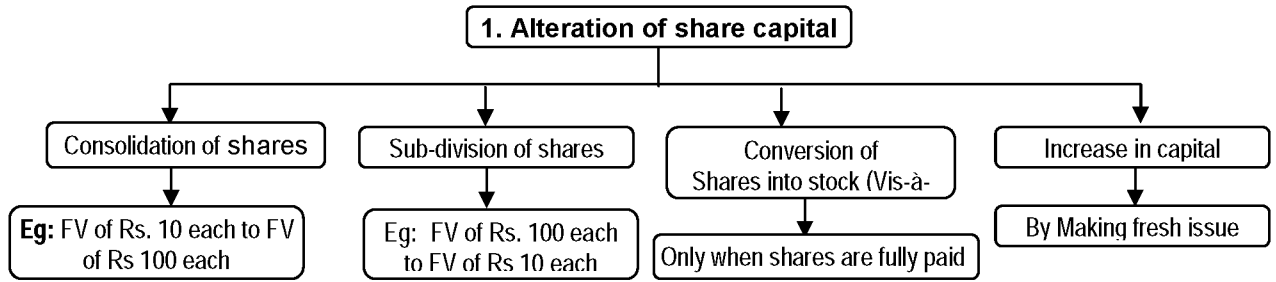 1. Alteration of share capital
Consolidation of shares
Sub-division of shares
Conversion of
Shares into stock (Vis-à-
Increase in capital
Eg: FV of Rs. 10 each to FV
of Rs 100 each
Eg: FV of Rs. 100 each
to FV of Rs 10 each
Only when shares are fully paid
By Making fresh issue